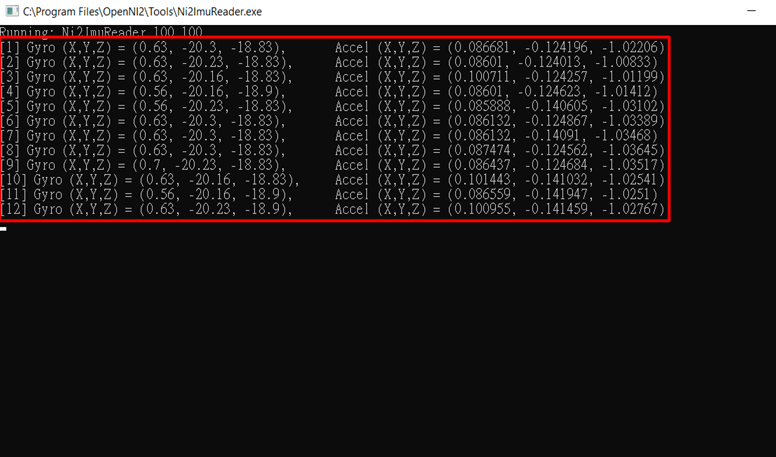 C:\Program Files\OpenNI2\Tools\Ni2ImuReader.exe
Running: Ni2ImuReader 100 100
[1] Gyro (X,Y,Z) = (0.63, -20.3, -18.83), Accel (X,Y,Z) = (0.086681, -0.124196, -1.02206)
[2] Gyro (X,Y,Z) = (0.63, -20.23, -18.83), Accel (X,Y,Z) = (0.08601, -0.124013, -1.00833)
[3] Gyro (X,Y,Z) = (0.63, -20.16, -18.83), Accel (X,Y,Z) = (0.100711, -0.124257, -1.01199)
[4] Gyro (X,Y,Z) = (0.56, -20.16, -18.9), Accel (X,Y,Z) = (0.08601, -0.124623, -1.01412)
[5] Gyro (X,Y,Z) = (0.56, -20.23, -18.83), Accel (X,Y,Z) = (0.085888, -0.140605, -1.03102)
[6] Gyro (X,Y,Z) = (0.63, -20.3, -18.83), Accel (X,Y,Z) = (0.086132, -0.124867, -1.03389)
[7] Gyro (X,Y,Z) = (0.63, -20.3, -18.83), Accel (X,Y,Z) = (0.086132, -0.14091, -1.03468)
[8] Gyro (X,Y,Z) = (0.63, -20.3, -18.83), Accel (X,Y,Z) = (0.087474, -0.124562, -1.03645)
[9] Gyro (X,Y,Z) = (0.7, -20.23, -18.83), Accel (X,Y,Z) = (0.086437, -0.124684, -1.03517)
[10] Gyro (X,Y,Z) = (0.63, -20.16, -18.83), Accel (X,Y,Z) = (0.101443, -0.141032, -1.02541)
[11] Gyro (X,Y,Z) = (0.56, -20.16, -18.9), Accel (X,Y,Z) = (0.086559, -0.141947, -1.0251)
[12] Gyro (X,Y,Z) = (0.63, -20.23, -18.9), Accel (X,Y,Z) = (0.100955, -0.141459, -1.02767)